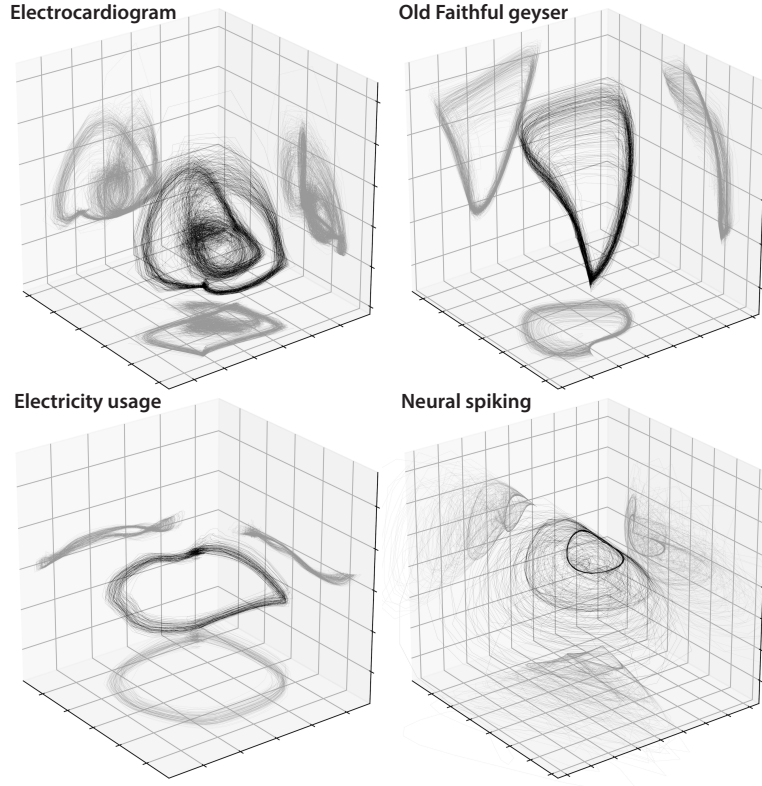 Electrocardiogram
Old Faithful geyser
Electricity usage
Neural spiking